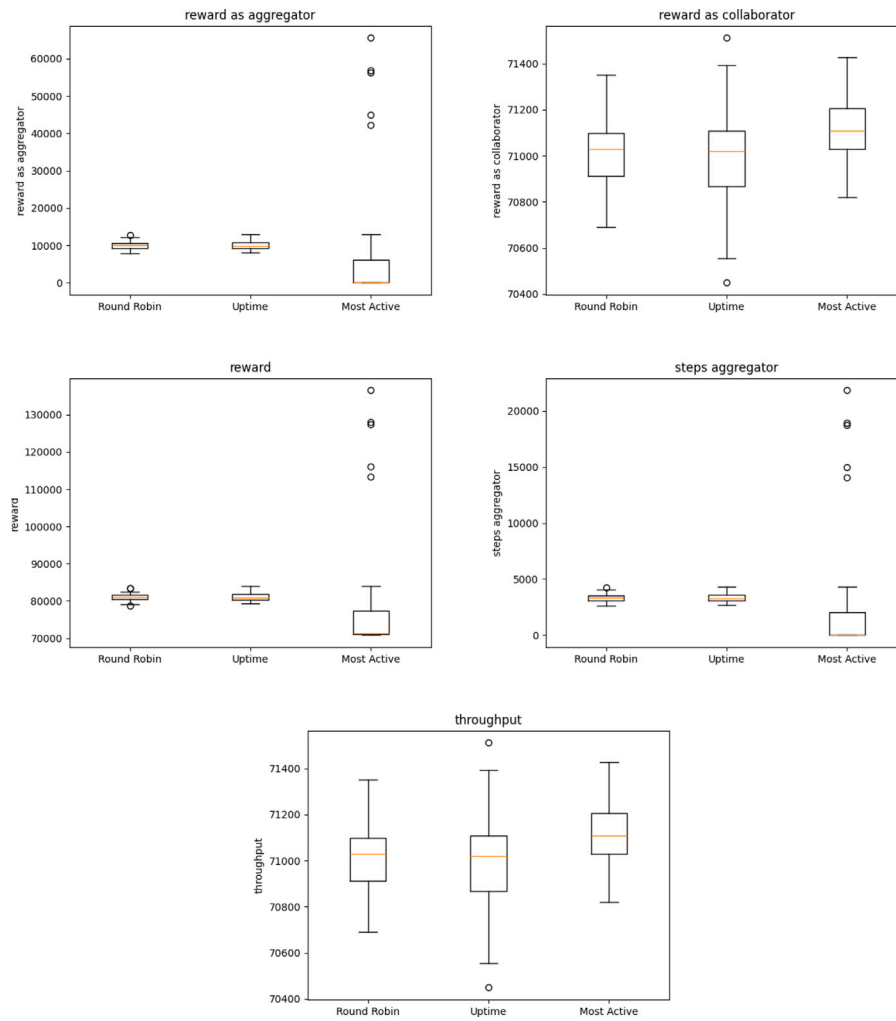 reward as aggregator
reward as aggregator
60000
50000
40000
30000
20000
10000
0
Round Robin
Uptime
Most Active
reward as collaborator
reward as collaborator
71400
71200
71000
70800
70600
70400
Round Robin
Uptime
Most Active
reward
reward
130000
120000
110000
100000
90000
80000
70000
Round Robin
Uptime
Most Active
steps aggregator
steps aggregator
20000
15000
10000
5000
0
Round Robin
Uptime
Most Active
throughput
throughput
71400
71200
71000
70800
70600
70400
Round Robin
Uptime
Most Active